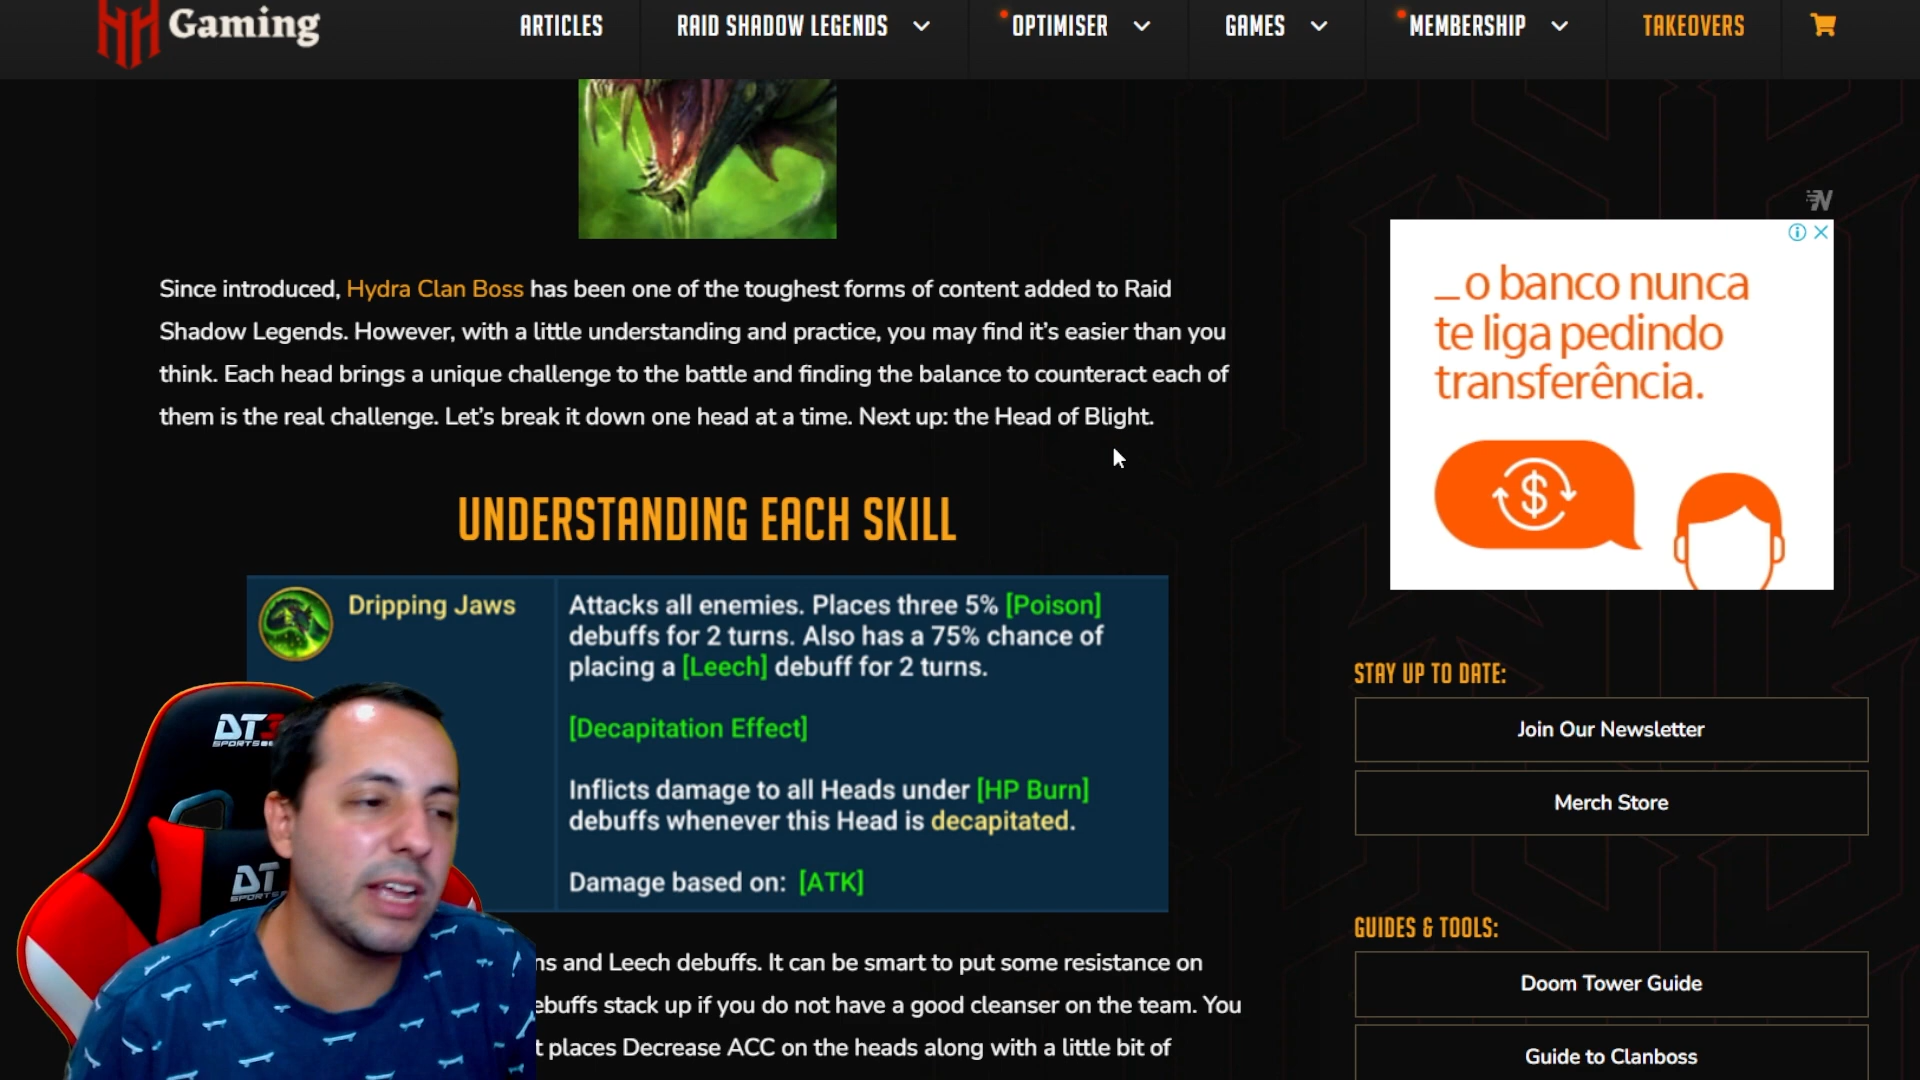 HH Gaming
ARTICLES
RAID SHADOW LEGENDS
OPTIMISER
GAMES
MEMBERSHIP
TAKEOVERS
Since introduced, Hydra Clan Boss has been one of the toughest forms of content added to Raid
Shadow Legends. However, with a little understanding and practice, you may find it's easier than you
think. Each head brings a unique challenge to the battle and finding the balance to counteract each of
them is the real challenge. Let's break it down one head at a time. Next up: the Head of Blight.
UNDERSTANDING EACH SKILL
Dripping Jaws
Attacks all enemies. Places three 5% [Poison]
debuffs for 2 turns. Also has a 75% chance of
placing a [Leech] debuff for 2 turns.
[Decapitation Effect]
Inflicts damage to all Heads under [HP Burn]
debuffs whenever this Head is decapitated.
Damage based on: [ATK]
ns and Leech debuffs. It can be smart to put some resistance on
ebuffs stack up if you do not have a good cleanser on the team. You
t places Decrease ACC on the heads along with a little bit of
N
_o banco nunca
te liga pedindo
transferência.
$
STAY UP TO DATE:
Join Our Newsletter
Merch Store
GUIDES & TOOLS:
Doom Tower Guide
Guide to Clanboss
DT3
SPORTS
DT
SPORTS